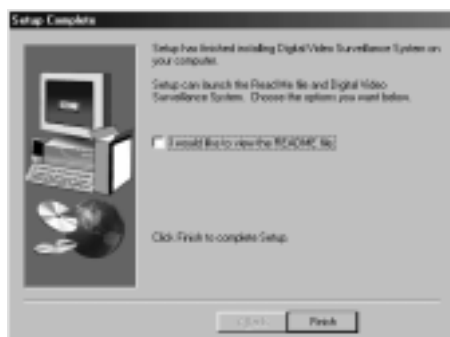 Setup Complete
Setup has finished installing Digital Video Surveillance System on
your computer.
Setup can launch the Read Me file and Digital Video
Surveillance System. Choose the options you want below.
I would like to view the README file
Click Finish to complete Setup.
Finish